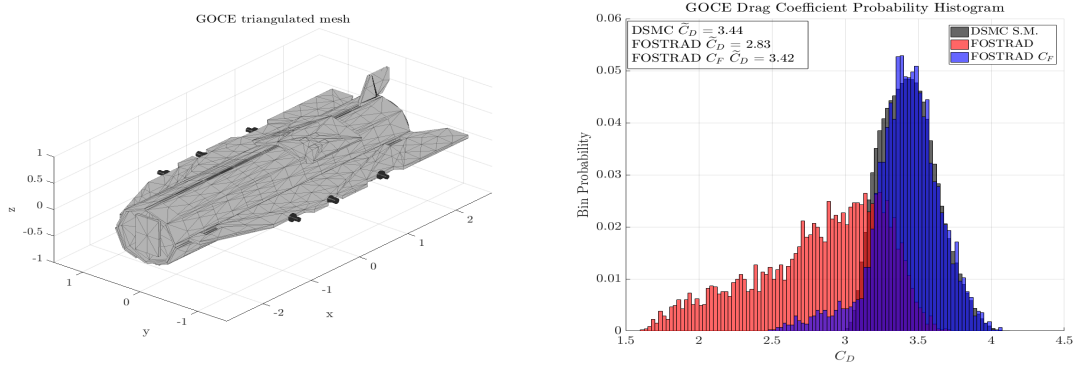 GOCE triangulated mesh
1
0.5
0
-0.5
-1
z
1
0
-1
y
-2
-1
0
1
2
x
GOCE Drag Coefficient Probability Histogram
0.06
0.05
0.04
0.03
0.02
0.01
0
Bin Probability
DSMC C̃_D = 3.44
FOSTRAD C̃_D = 2.83
FOSTRAD C_F C̃_D = 3.42
DSMC S.M.
FOSTRAD
FOSTRAD C_F
1.5 2 2.5 3 3.5 4 4.5
C_D